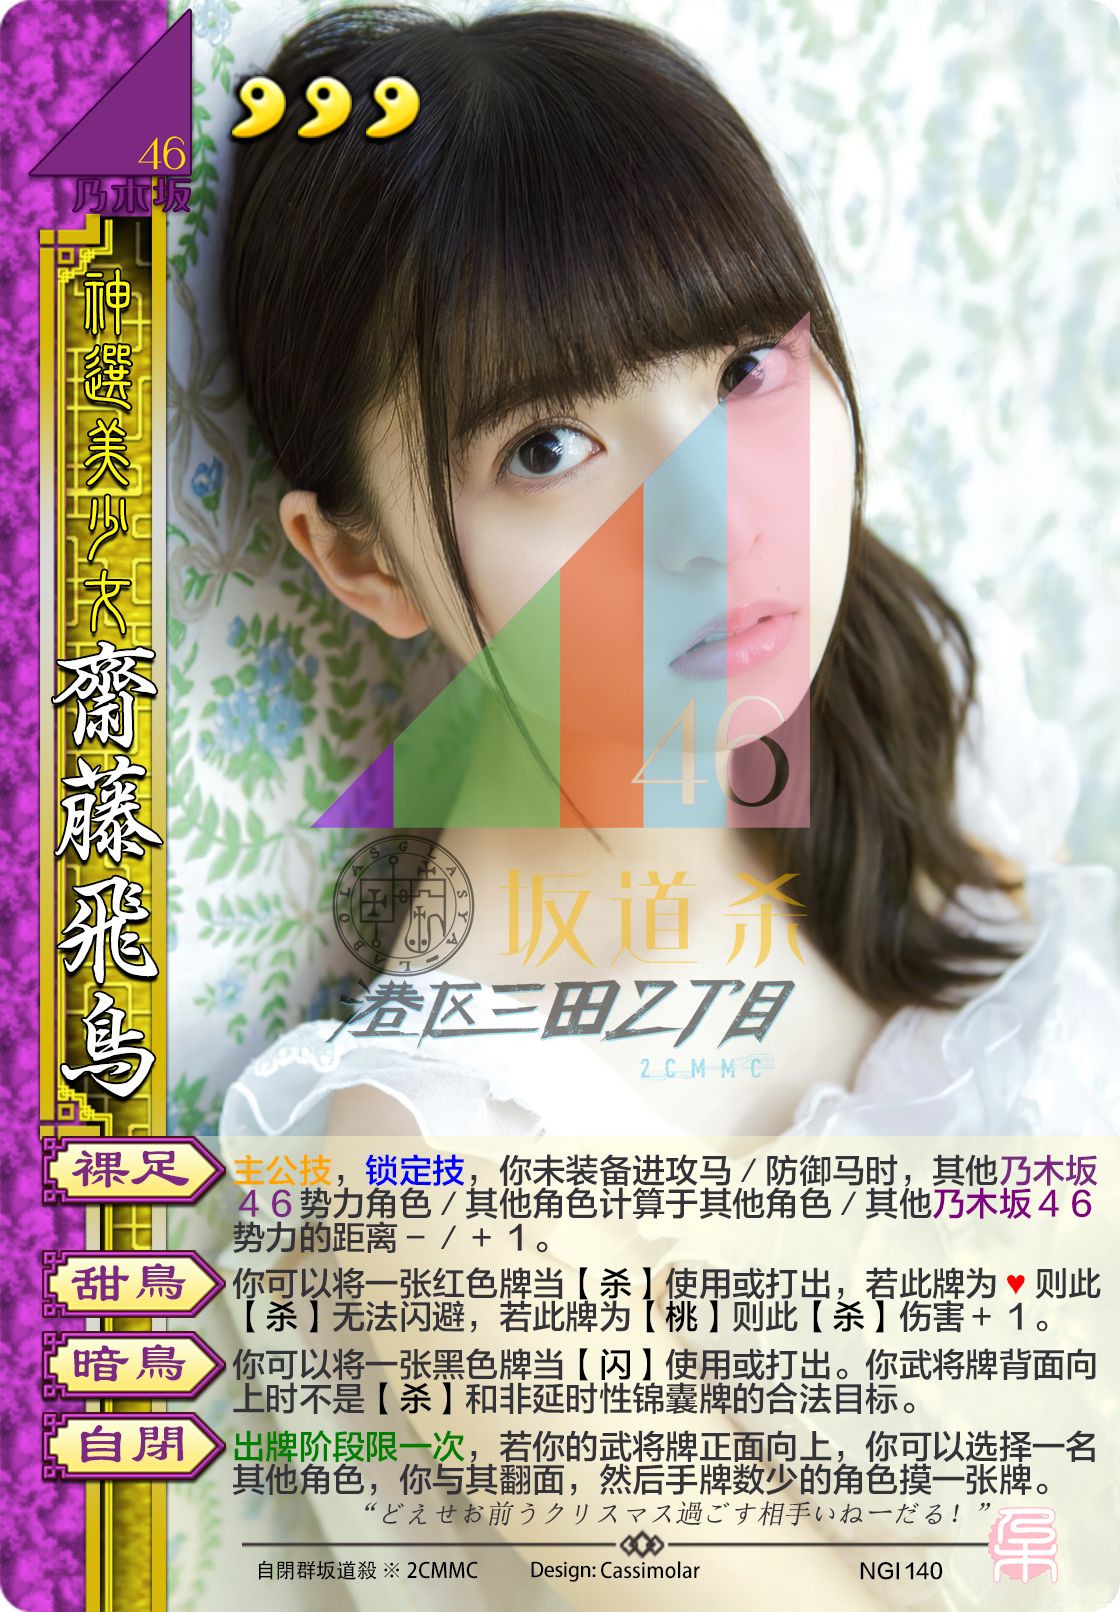 46
乃木坂
神選美少女
齋藤飛鳥
46
GLASYALABOLAS
坂道杀
港区三田乙丁目
2CMMC
裸足
主公技，锁定技，你未装备进攻马/防御马时，其他乃木坂
４６势力角色/其他角色计算于其他角色/其他乃木坂４６
势力的距离－/＋１。
甜鳥
你可以将一张红色牌当【杀】使用或打出，若此牌为♥则此
【杀】无法闪避，若此牌为【桃】则此【杀】伤害＋１。
暗鳥
你可以将一张黑色牌当【闪】使用或打出。你武将牌背面向
上时不是【杀】和非延时性锦囊牌的合法目标。
自閉
出牌阶段限一次，若你的武将牌正面向上，你可以选择一名
其他角色，你与其翻面，然后手牌数少的角色摸一张牌。
“どえせお前うクリスマス過ごす相手いねーだる！”
自閉群坂道殺 ※ 2CMMC
Design: Cassimolar
NGI140